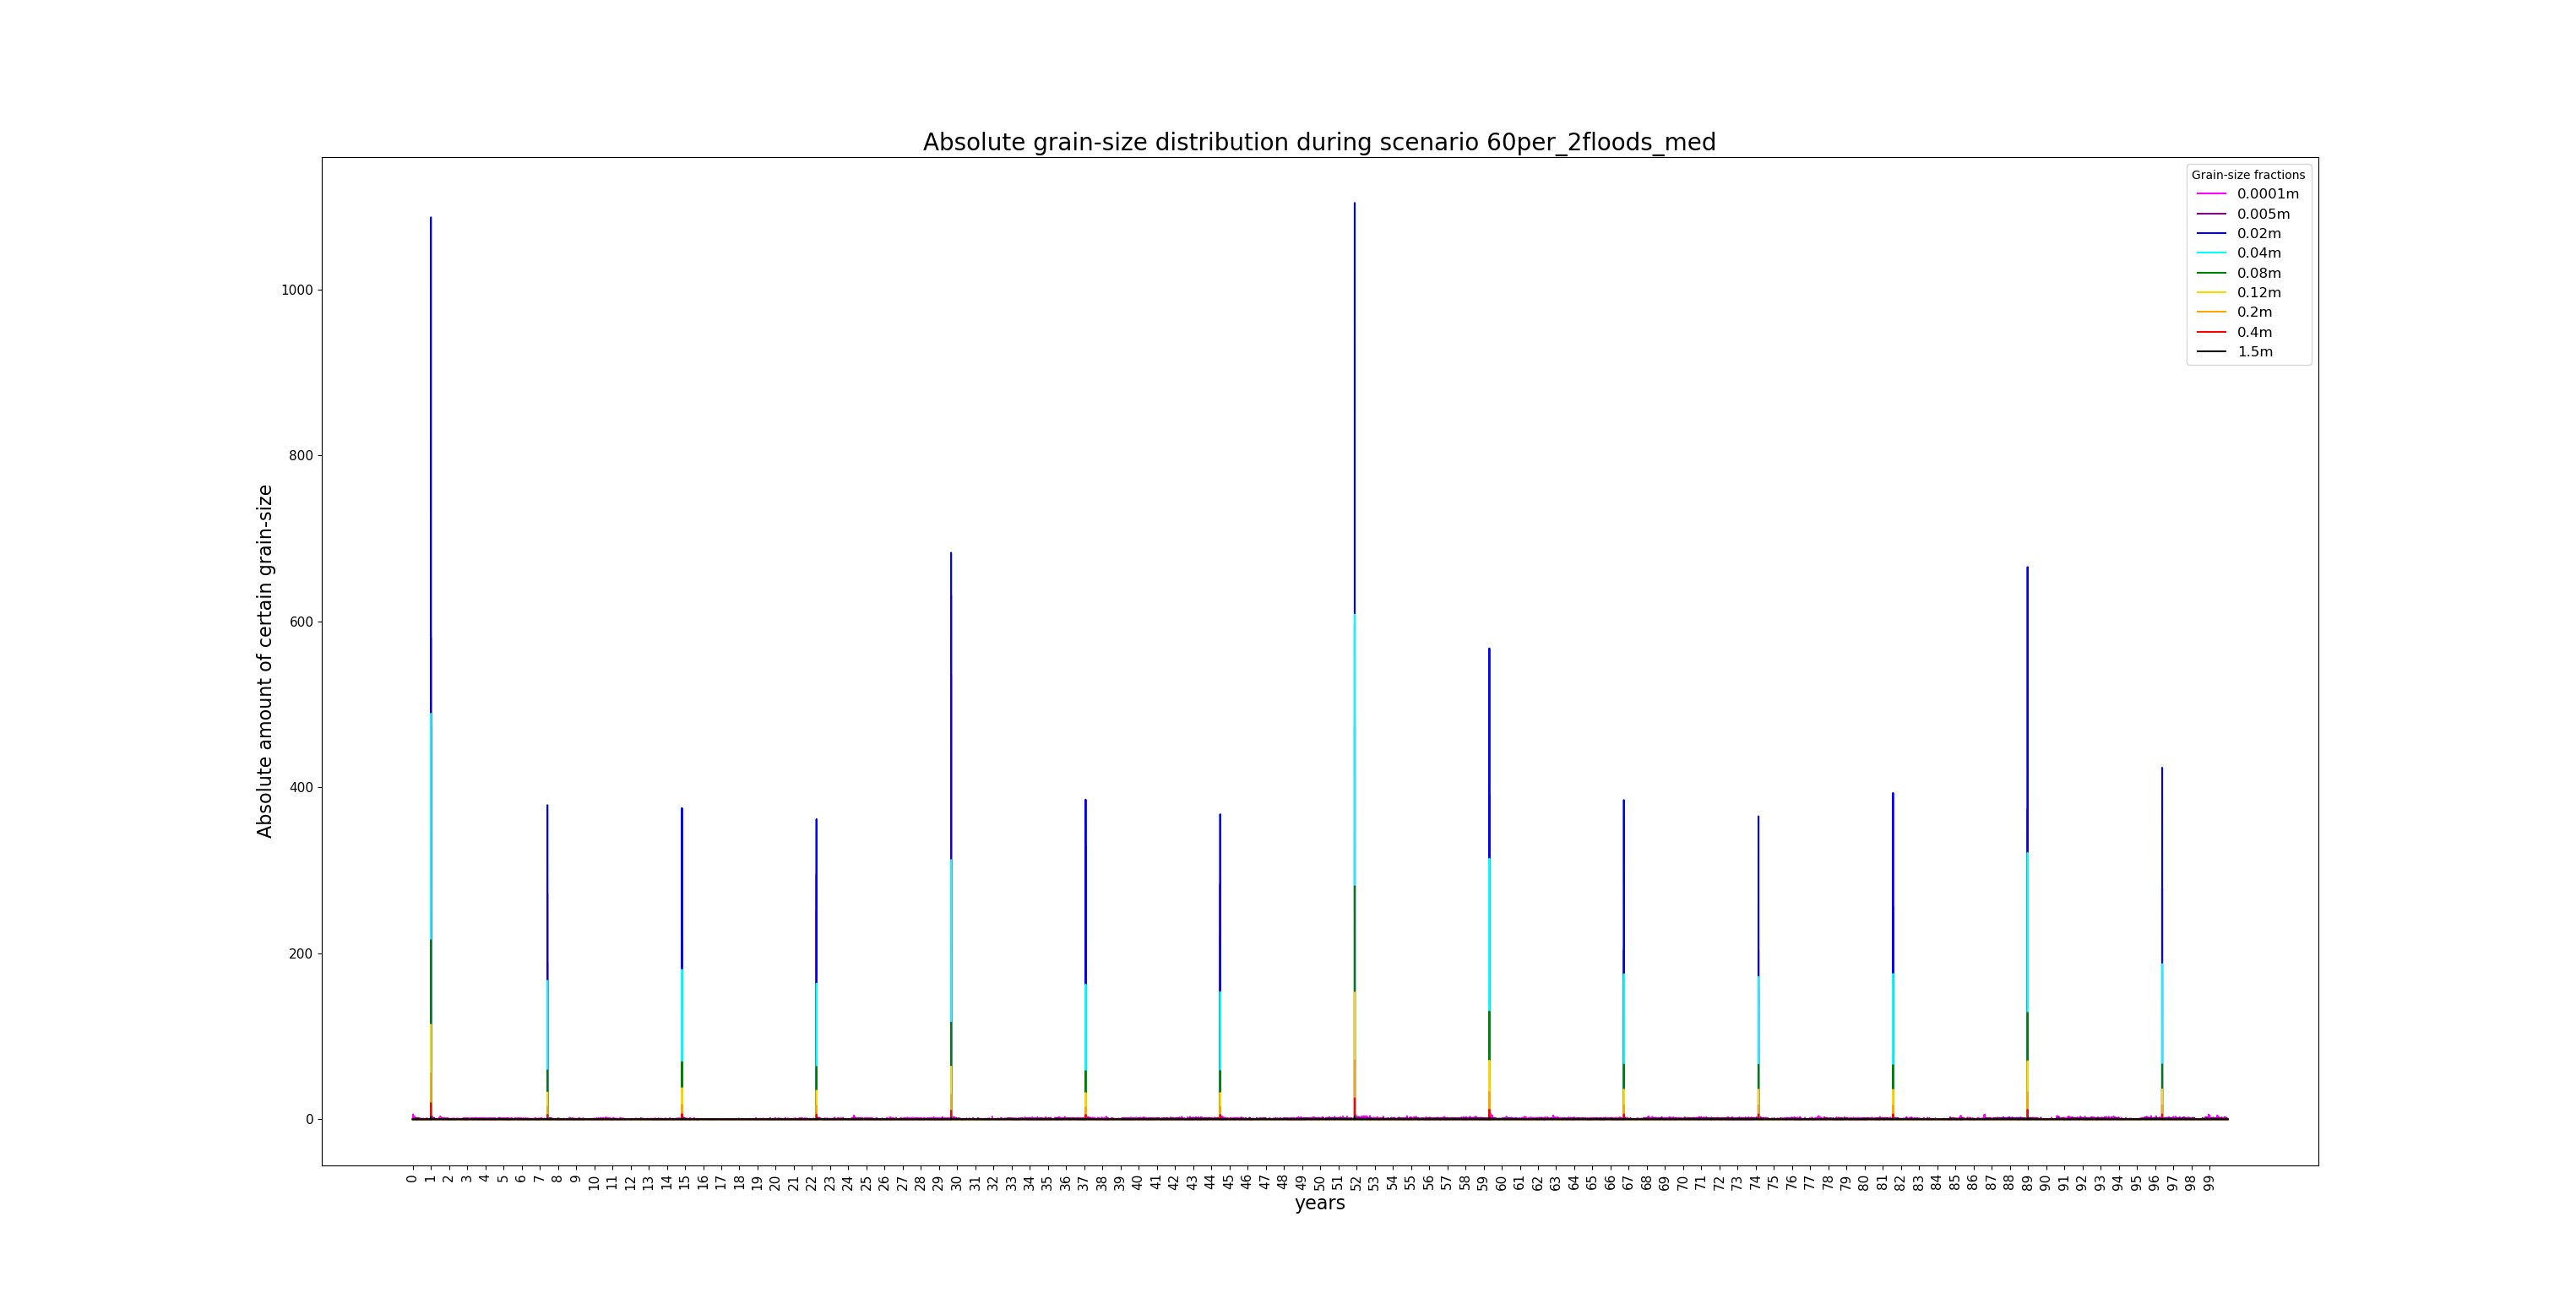 Absolute grain-size distribution during scenario 60per_2floods_med
Grain-size fractions
0.0001m
0.005m
0.02m
0.04m
0.08m
0.12m
0.2m
0.4m
1.5m
Absolute amount of certain grain-size
1000
800
600
400
200
0
0 1 2 3 4 5 6 7 8 9 10 11 12 13 14 15 16 17 18 19 20 21 22 23 24 25 26 27 28 29 30 31 32 33 34 35 36 37 38 39 40 41 42 43 44 45 46 47 48 49 50 51 52 53 54 55 56 57 58 59 60 61 62 63 64 65 66 67 68 69 70 71 72 73 74 75 76 77 78 79 80 81 82 83 84 85 86 87 88 89 90 91 92 93 94 95 96 97 98 99
years